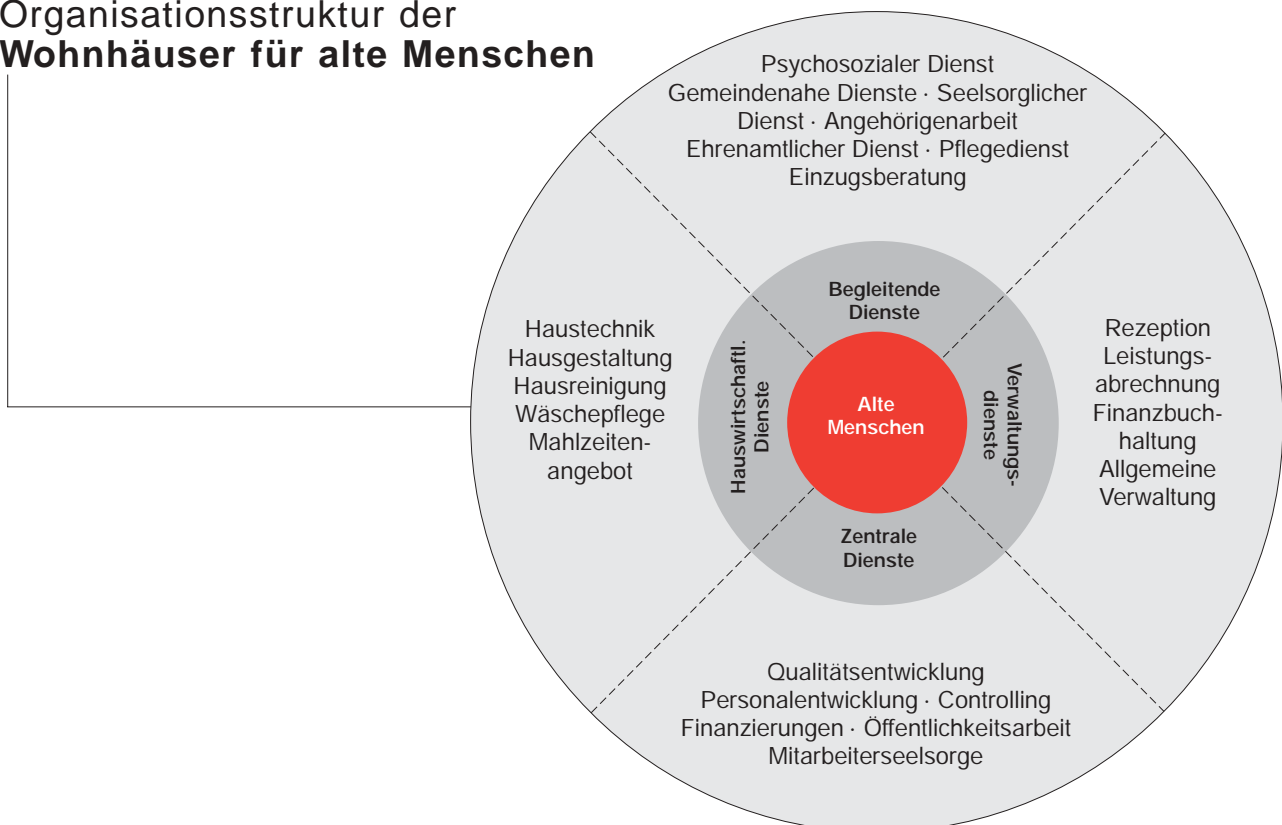 Organisationsstruktur der
Wohnhäuser für alte Menschen
Psychosozialer Dienst
Gemeindenahe Dienste · Seelsorglicher
Dienst · Angehörigenarbeit
Ehrenamtlicher Dienst · Pflegedienst
Einzugsberatung
Begleitende
Dienste
Haustechnik
Hausgestaltung
Hausreinigung
Wäschepflege
Mahlzeiten-
angebot
Hauswirtschaftl.
Dienste
Alte
Menschen
Verwaltungs-
dienste
Rezeption
Leistungs-
abrechnung
Finanzbuch-
haltung
Allgemeine
Verwaltung
Zentrale
Dienste
Qualitätsentwicklung
Personalentwicklung · Controlling
Finanzierungen · Öffentlichkeitsarbeit
Mitarbeiterseelsorge